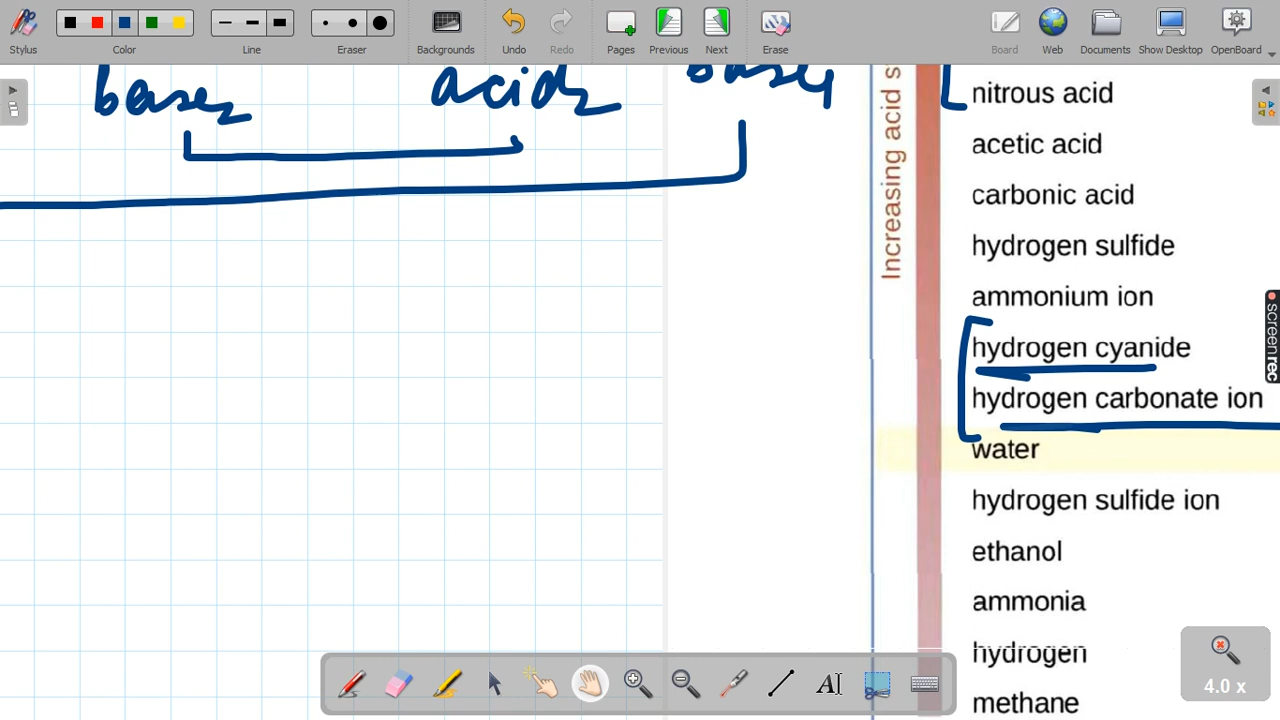 Stylus
Color
Line
Eraser
Backgrounds
Undo
Redo
Pages
Previous
Next
Erase
Board
Web
Documents
Show Desktop
OpenBoard
acids
Increasing acid s
nitrous acid
acetic acid
carbonic acid
hydrogen sulfide
ammonium ion
hydrogen cyanide
hydrogen carbonate ion
water
hydrogen sulfide ion
ethanol
ammonia
hydrogen
methane
screenrec
4.0 x